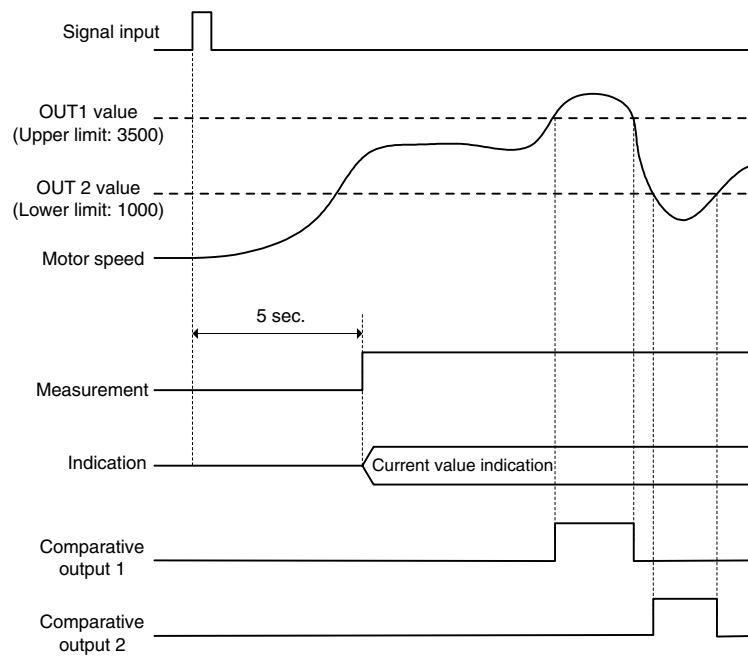 Signal input
OUT1 value
(Upper limit: 3500)
OUT 2 value
(Lower limit: 1000)
Motor speed
5 sec.
Measurement
Indication
Current value indication
Comparative
output 1
Comparative
output 2